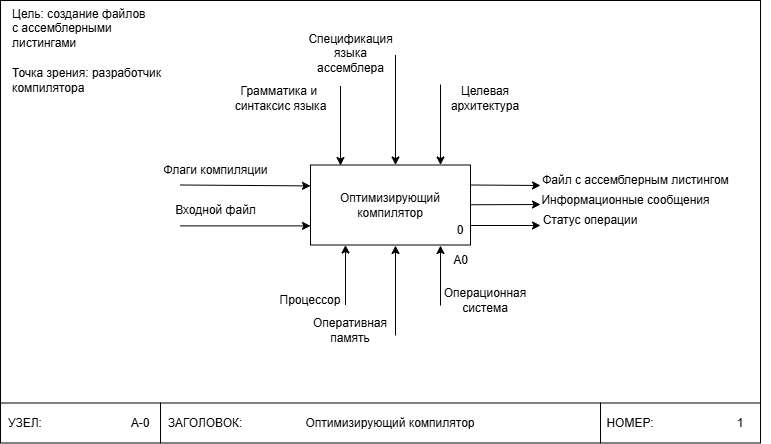 Цель: создание файлов
с ассемблерными
листингами
Точка зрения: разработчик
компилятора
Спецификация
языка
ассемблера
Грамматика и
синтаксис языка
Целевая
архитектура
Флаги компиляции
Входной файл
Оптимизирующий
компилятор
0
A0
Файл с ассемблерным листингом
Информационные сообщения
Статус операции
Процессор
Оперативная
память
Операционная
система
УЗЕЛ: A-0 ЗАГОЛОВОК: Оптимизирующий компилятор НОМЕР: 1